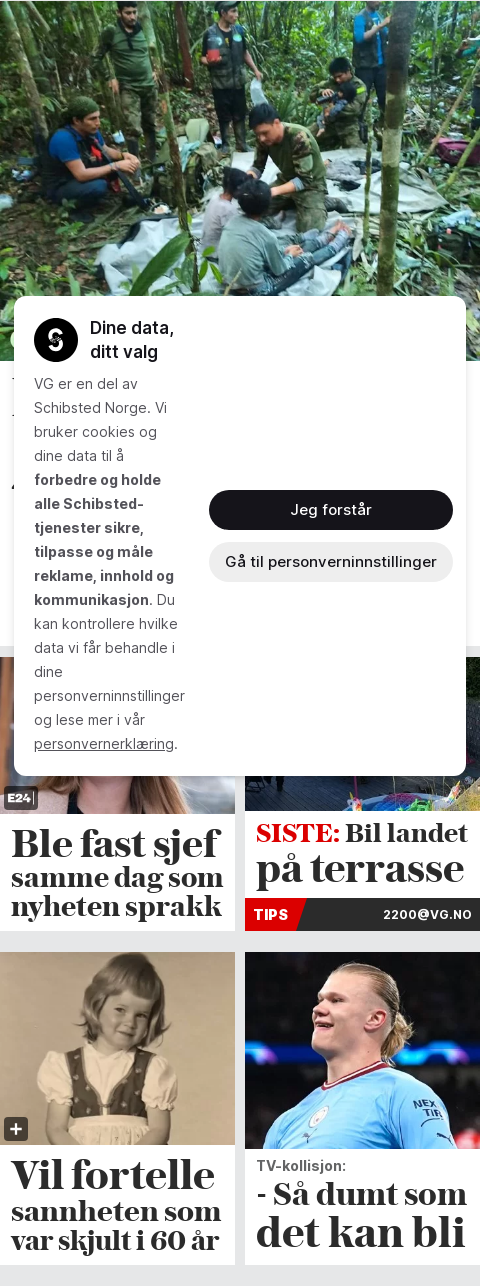 Dine data,
ditt valg
VG er en del av
Schibsted Norge. Vi
bruker cookies og
dine data til å
forbedre og holde
alle Schibsted-
tjenester sikre,
tilpasse og måle
reklame, innhold og
kommunikasjon. Du
kan kontrollere hvilke
data vi får behandle i
dine
personverninnstillinger
og lese mer i vår
personvernerklæring.
Jeg forstår
Gå til personverninnstillinger
E24
Ble fast sjef
samme dag som
nyheten sprakk
SISTE: Bil landet
på terrasse
TIPS 2200@VG.NO
Vil fortelle
sannheten som
var skjult i 60 år
NEX
TIR
TV-kollisjon:
- Så dumt som
det kan bli